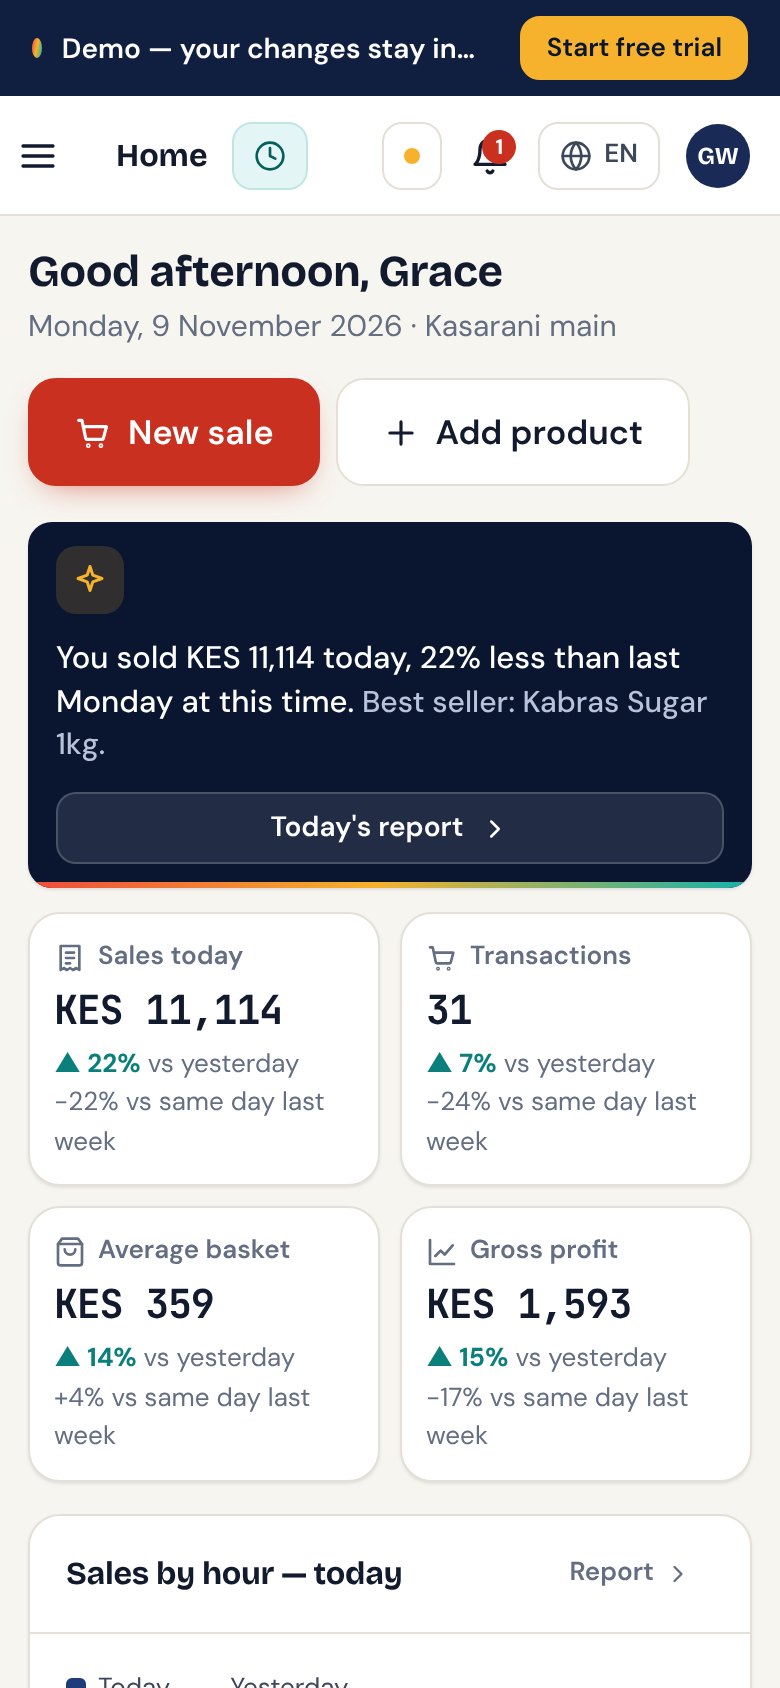 Demo — your changes stay in…
Start free trial
Home
1
EN
GW
Good afternoon, Grace
Monday, 9 November 2026 · Kasarani main
New sale
Add product
You sold KES 11,114 today, 22% less than last
Monday at this time. Best seller: Kabras Sugar
1kg.
Today's report
Sales today
KES 11,114
▲ 22% vs yesterday
-22% vs same day last
week
Transactions
31
▲ 7% vs yesterday
-24% vs same day last
week
Average basket
KES 359
▲ 14% vs yesterday
+4% vs same day last
week
Gross profit
KES 1,593
▲ 15% vs yesterday
-17% vs same day last
week
Sales by hour — today
Report
Today
Yesterday